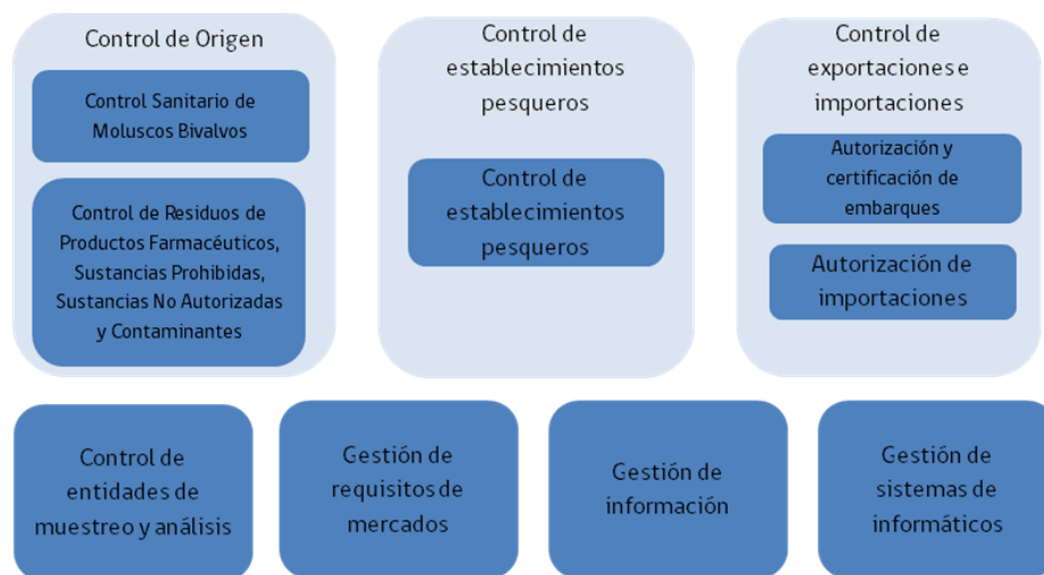 Control de Origen
Control Sanitario de
Moluscos Bivalvos
Control de Residuos de
Productos Farmacéuticos,
Sustancias Prohibidas,
Sustancias No Autorizadas
y Contaminantes
Control de
establecimientos
pesqueros
Control de
establecimientos
pesqueros
Control de
exportaciones e
importaciones
Autorización y
certificación de
embarques
Autorización de
importaciones
Control de
entidades de
muestreo y análisis
Gestión de
requisitos de
mercados
Gestión de
información
Gestión de
sistemas de
informáticos